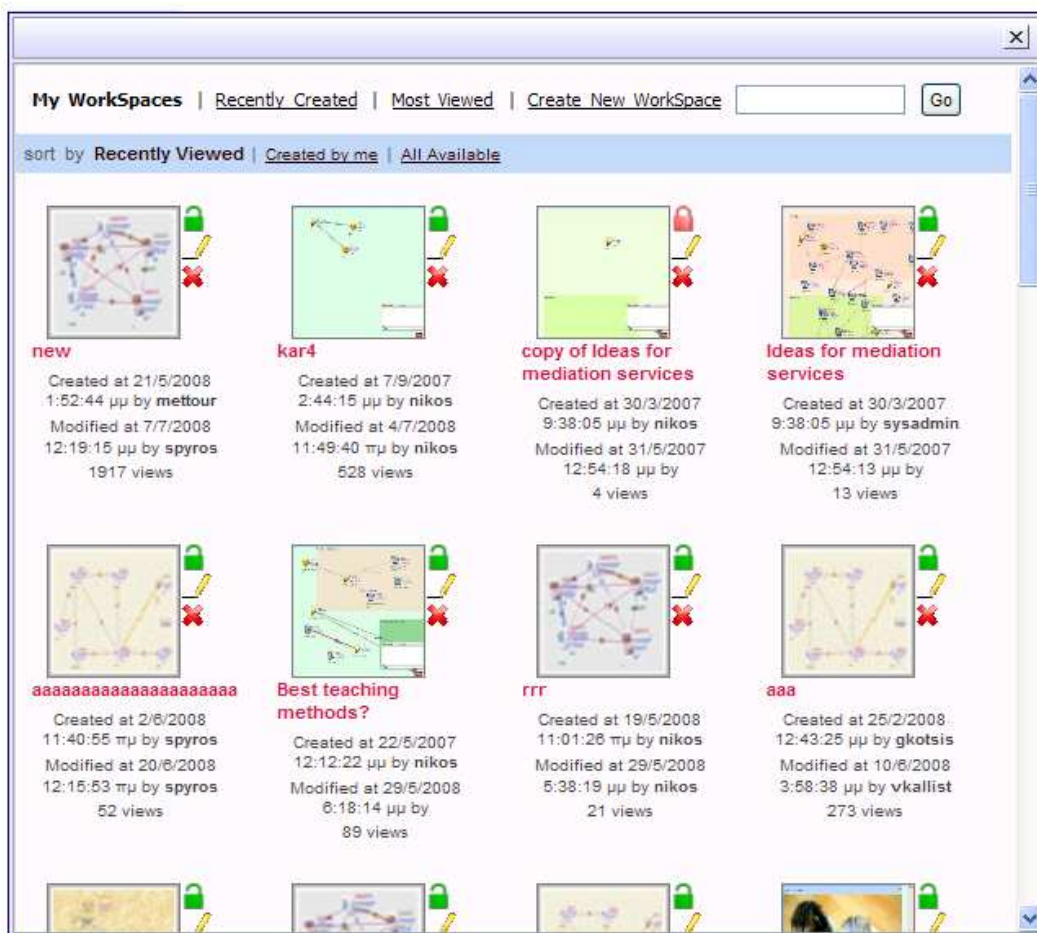 My WorkSpaces | Recently Created | Most Viewed | Create New WorkSpace Go
sort by Recently Viewed | Created by me | All Available
new
Created at 21/5/2008
1:52:44 μμ by mettour
Modified at 7/7/2008
12:19:15 μμ by spyros
1917 views
kar4
Created at 7/9/2007
2:44:15 μμ by nikos
Modified at 4/7/2008
11:49:40 πμ by nikos
528 views
copy of Ideas for
mediation services
Created at 30/3/2007
9:38:05 μμ by nikos
Modified at 31/5/2007
12:54:18 μμ by
4 views
Ideas for mediation
services
Created at 30/3/2007
9:38:05 μμ by sysadmin
Modified at 31/5/2007
12:54:13 μμ by
13 views
aaaaaaaaaaaaaaaaaaaaa
Created at 2/6/2008
11:40:55 πμ by spyros
Modified at 20/6/2008
12:15:53 πμ by spyros
52 views
Best teaching
methods?
Created at 22/5/2007
12:12:22 μμ by nikos
Modified at 29/5/2008
6:18:14 μμ by
89 views
rrr
Created at 19/5/2008
11:01:26 πμ by nikos
Modified at 29/5/2008
5:38:19 μμ by nikos
21 views
aaa
Created at 25/2/2008
12:43:25 μμ by gkotsis
Modified at 10/6/2008
3:58:38 μμ by vkallist
273 views